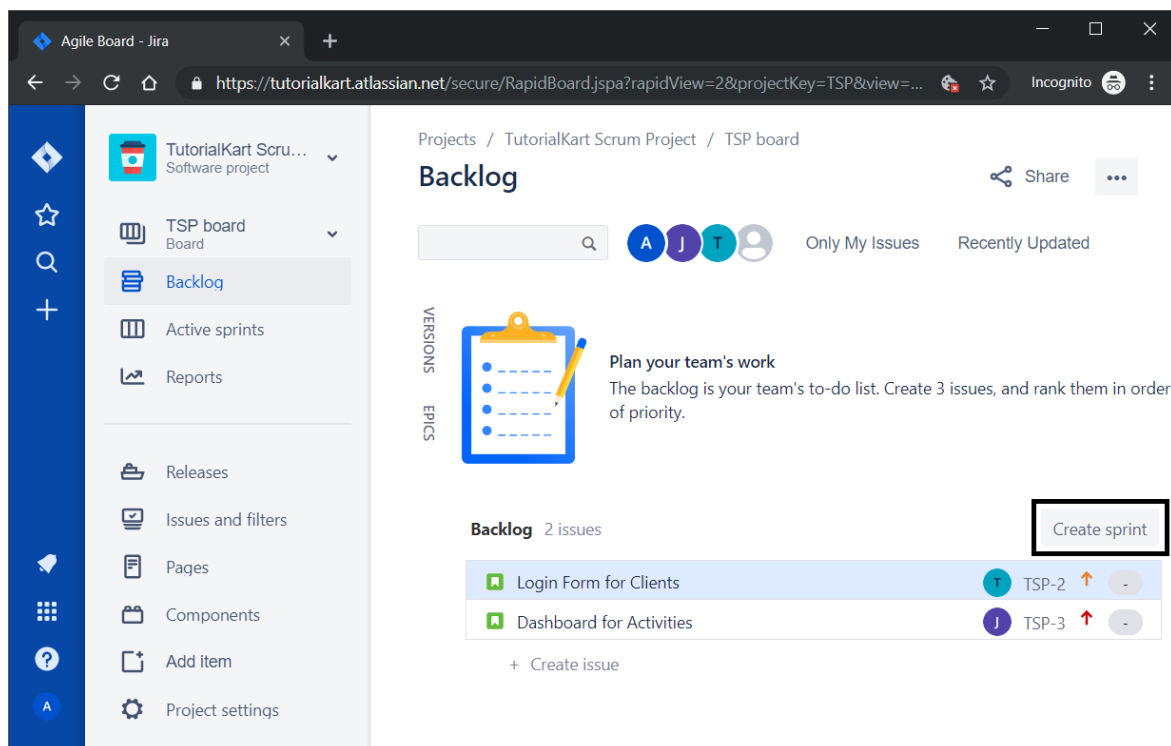 Agile Board - Jira
https://tutorialkart.atlassian.net/secure/RapidBoard.jspa?rapidView=2&projectKey=TSP&view=...
Incognito
TutorialKart Scru...
Software project
TSP board
Board
Backlog
Active sprints
Reports
Releases
Issues and filters
Pages
Components
Add item
Project settings
A
Projects / TutorialKart Scrum Project / TSP board
Backlog
Share
A J T
Only My Issues
Recently Updated
VERSIONS
EPICS
Plan your team's work
The backlog is your team's to-do list. Create 3 issues, and rank them in order
of priority.
Backlog 2 issues
Create sprint
Login Form for Clients T TSP-2 -
Dashboard for Activities J TSP-3 -
+ Create issue